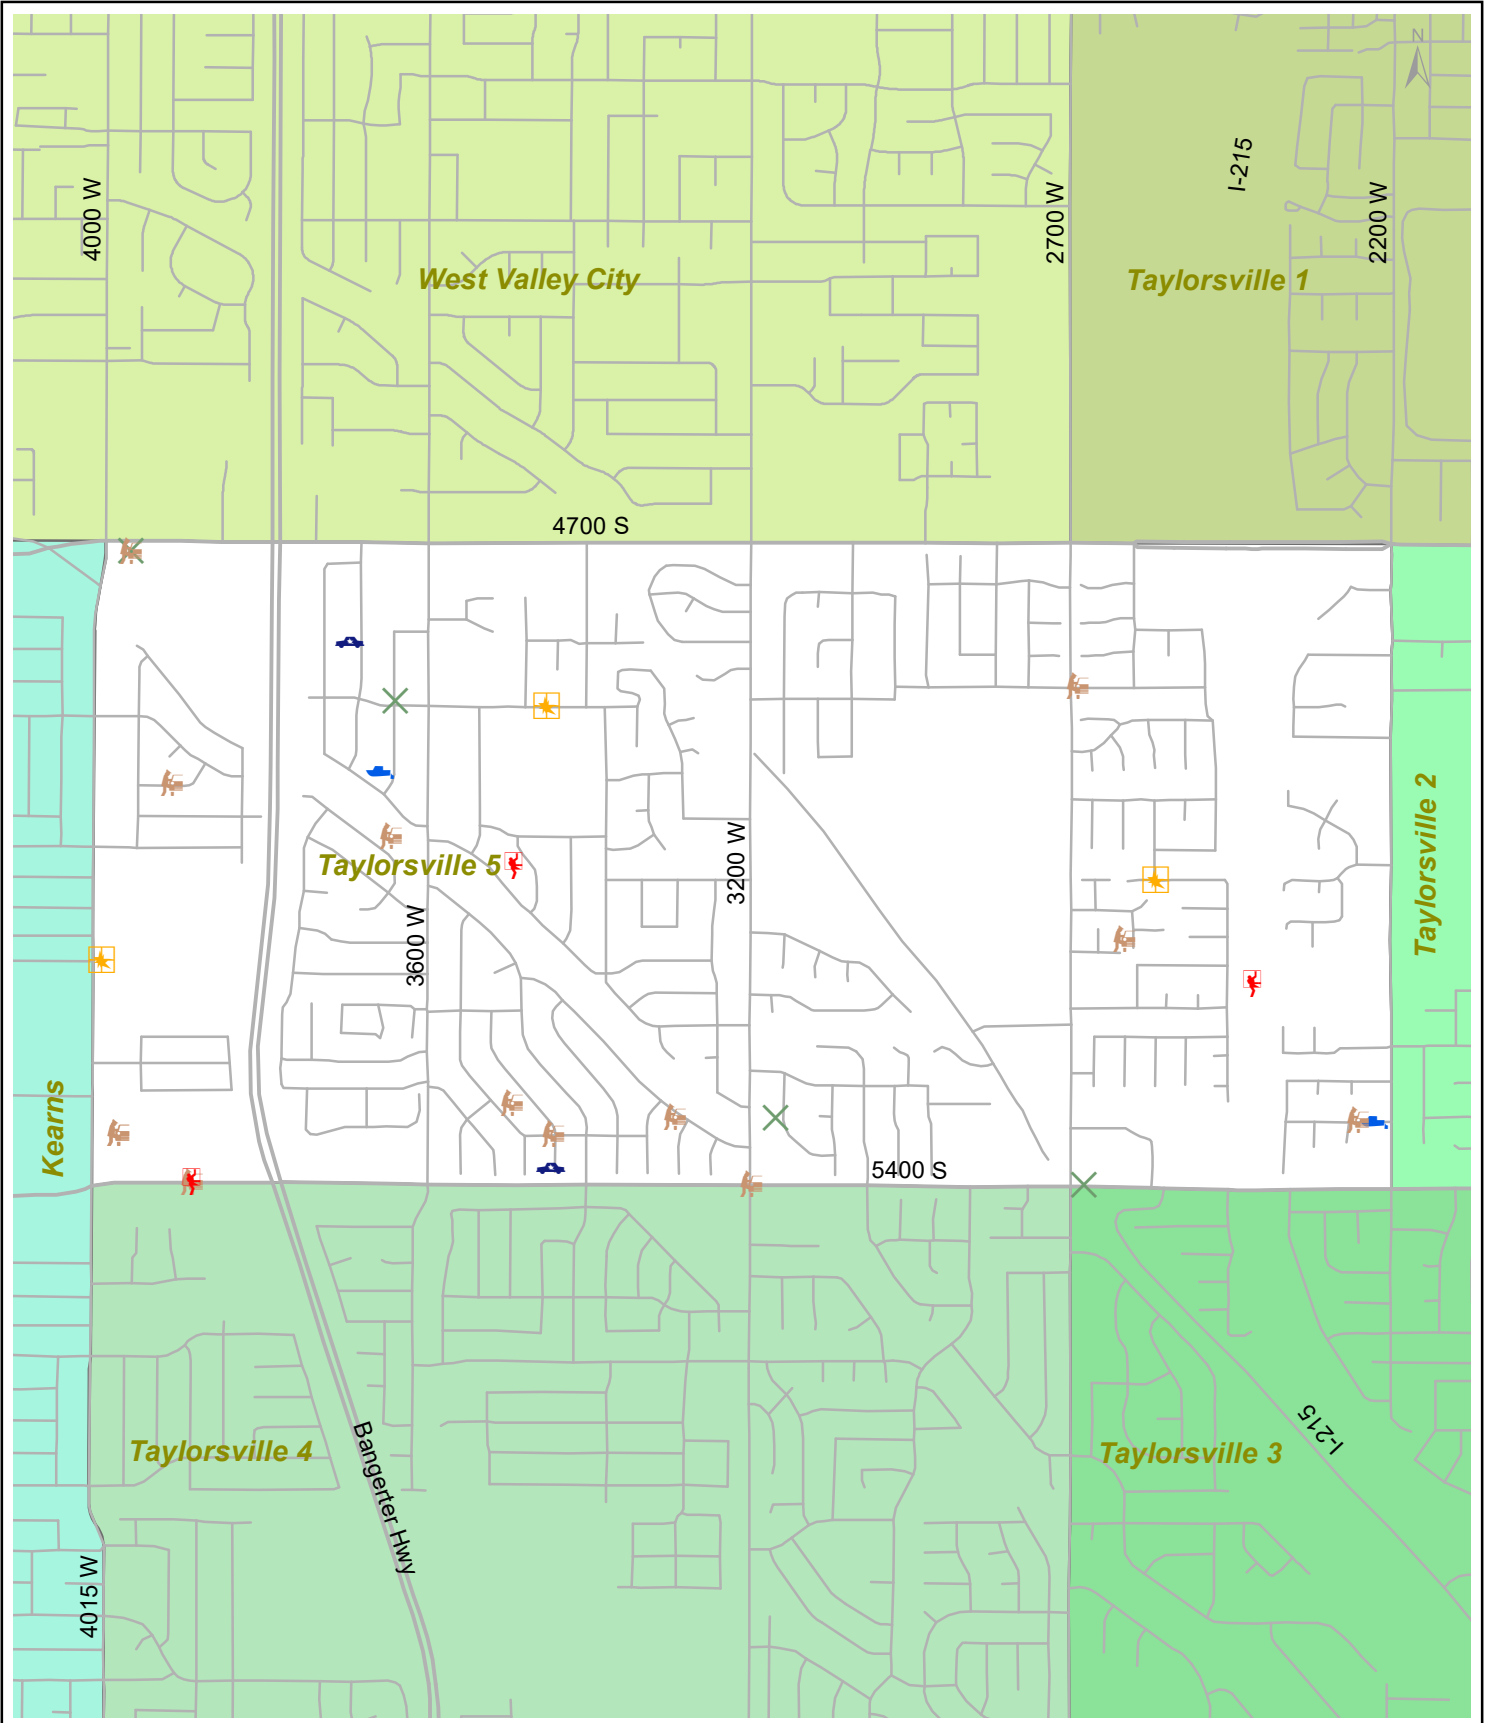 N
I-215
4000 W
2700 W
2200 W
West Valley City
Taylorsville 1
4700 S
Taylorsville 2
3200 W
Taylorsville 5
3600 W
Kearns
5400 S
I-215
Taylorsville 4
Bangerter Hwy
Taylorsville 3
4015 W